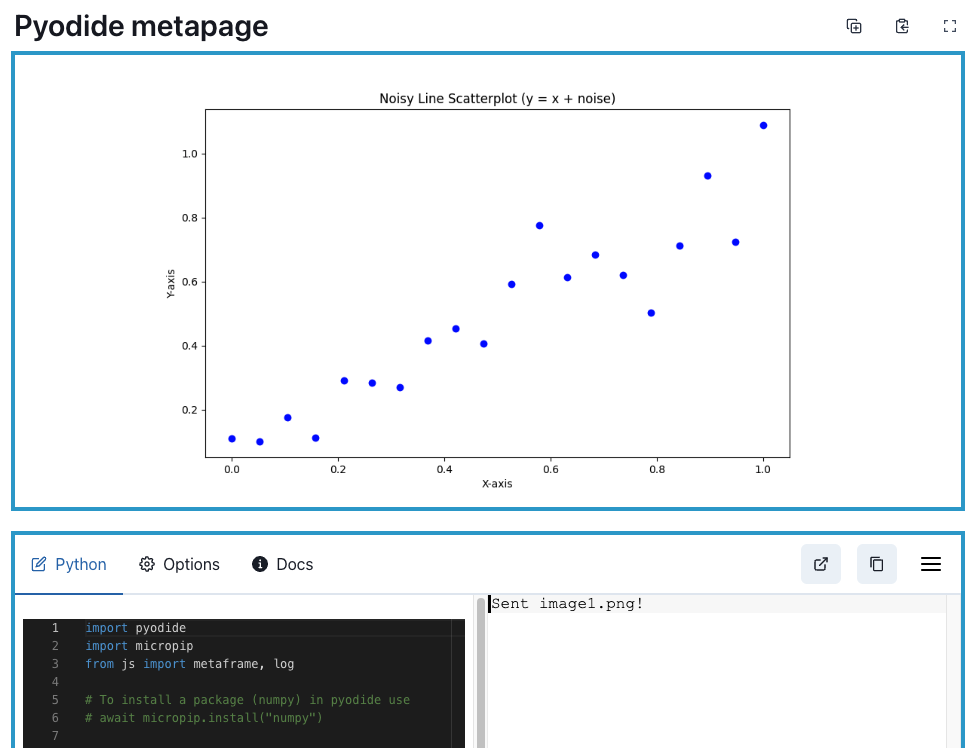 Pyodide metapage
Noisy Line Scatterplot (y = x + noise)
1.0
0.8
0.6
0.4
0.2
Y-axis
0.0 0.2 0.4 0.6 0.8 1.0
X-axis
Python Options Docs
Sent image1.png!
1 import pyodide
2 import micropip
3 from js import metaframe, log
4
5 # To install a package (numpy) in pyodide use
6 # await micropip.install("numpy")
7